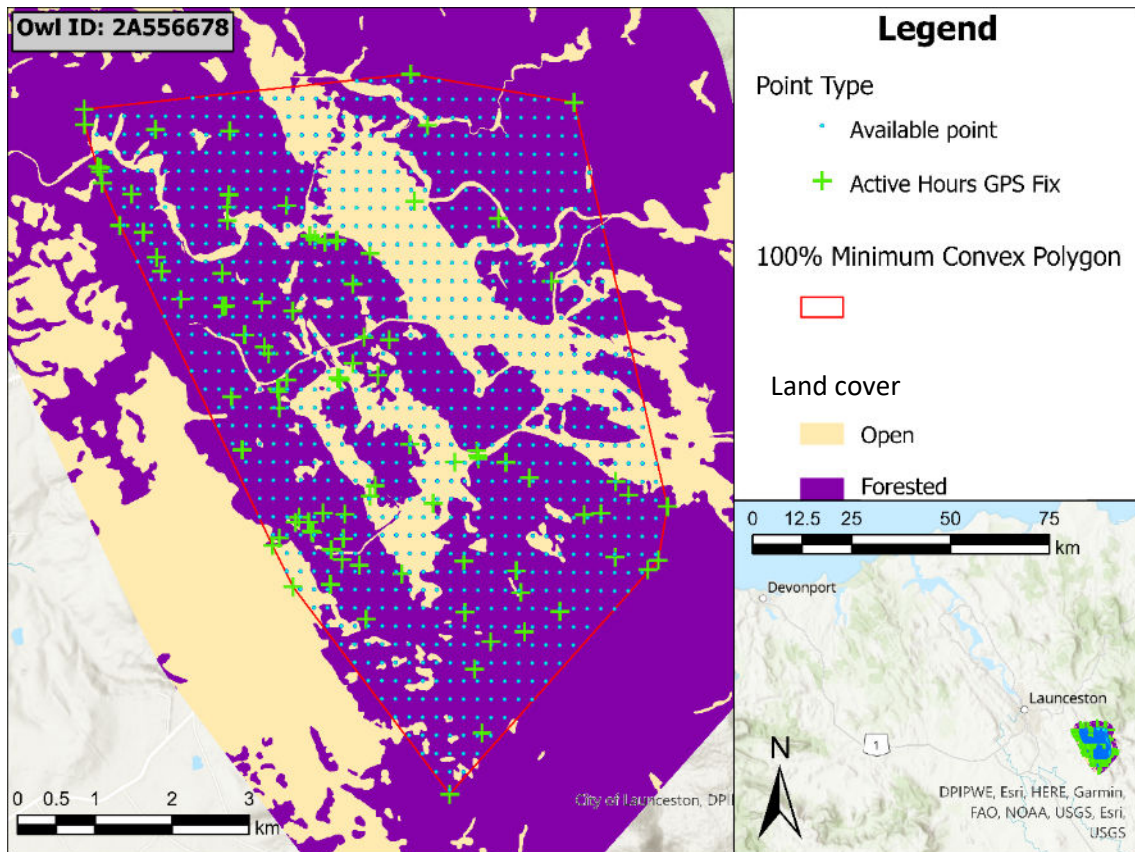 Owl ID: 2A556678
Legend
Point Type
Available point
Active Hours GPS Fix
100% Minimum Convex Polygon
Land cover
Open
Forested
0 0.5 1 2 3
km
City of Launceston, DPI
0 12.5 25 50 75
km
Devonport
Launceston
1
N
DPIPWE, Esri, HERE, Garmin,
FAO, NOAA, USGS, Esri,
USGS